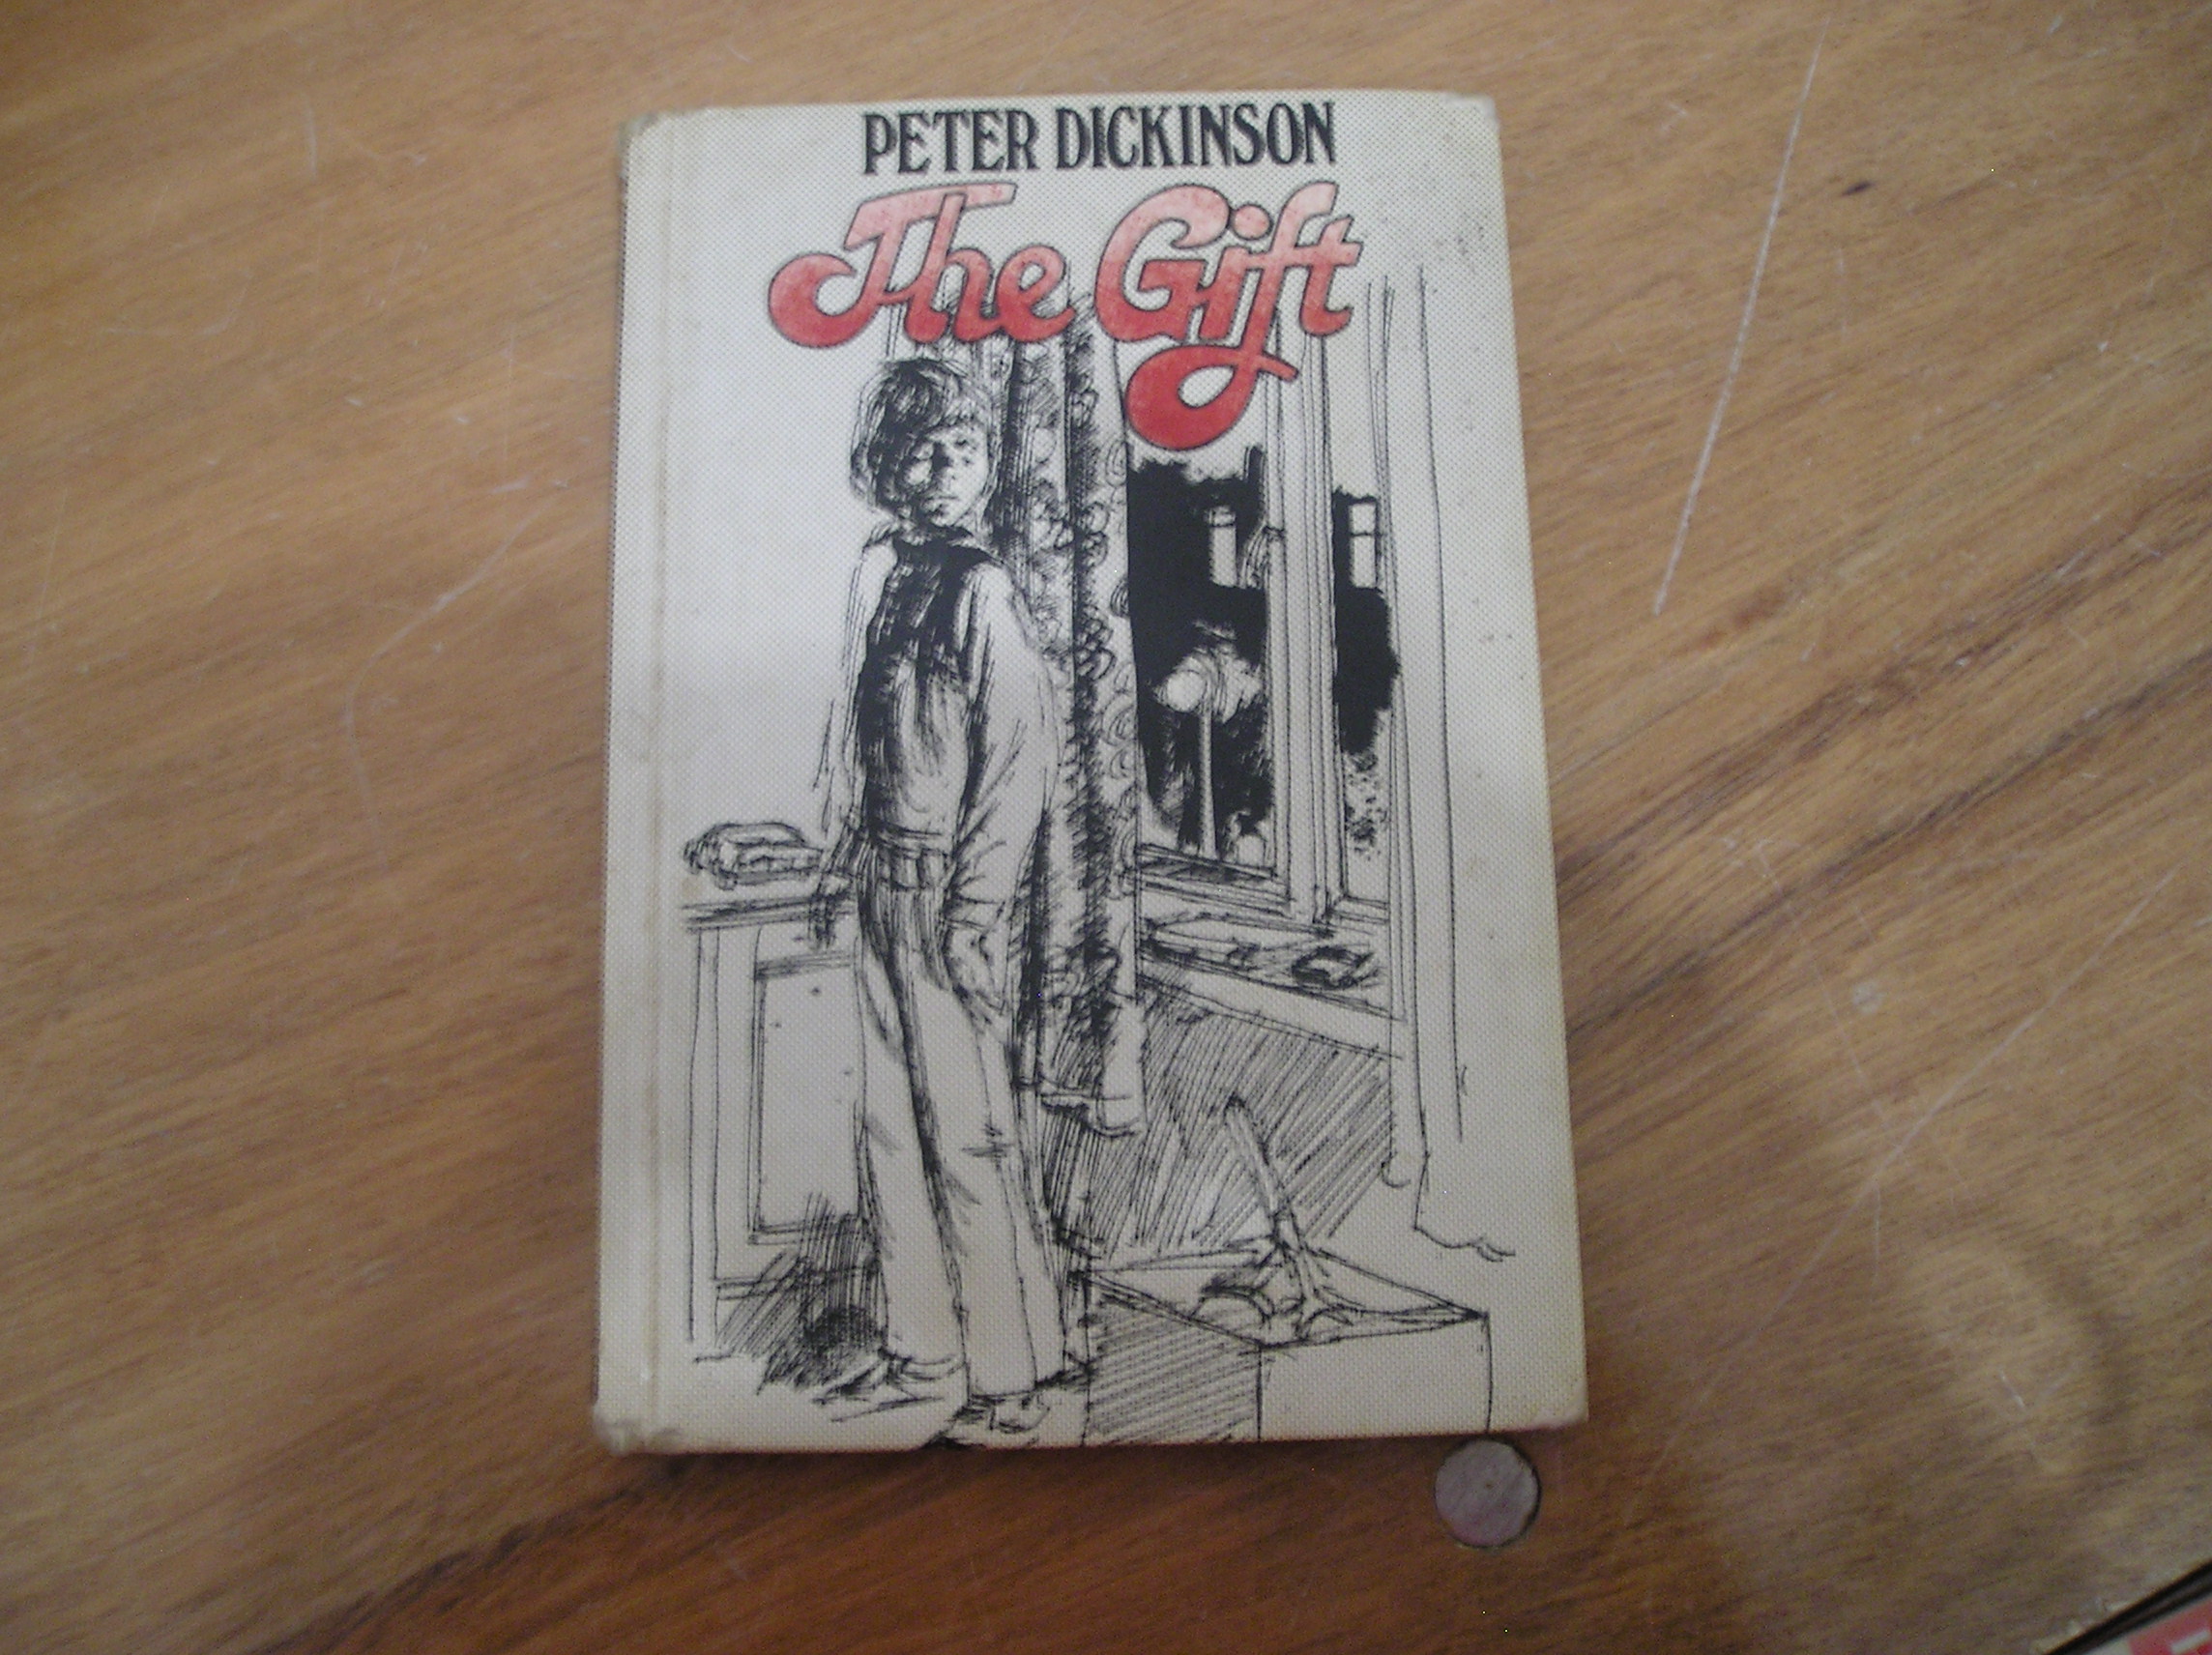 PETER DICKINSON
The Gift